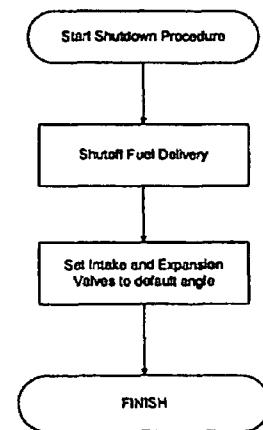 Start Shutdown Procedure
Shutoff Fuel Delivery
Set Intake and Expansion
Valves to default angle
FINISH